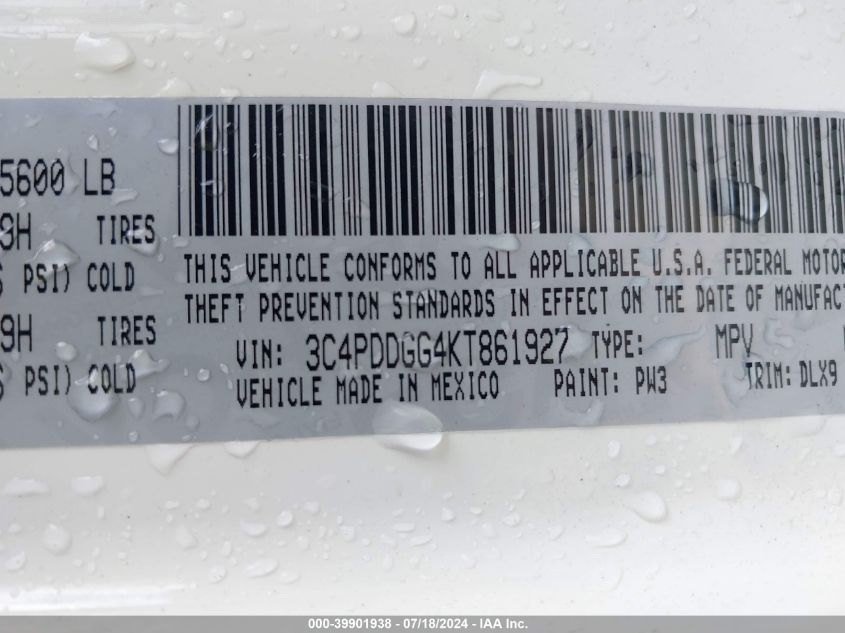 5600 LB
9H TIRES
PSI) COLD
9H TIRES
PSI) COLD
THIS VEHICLE CONFORMS TO ALL APPLICABLE U.S.A. FEDERAL MOTOR
THEFT PREVENTION STANDARDS IN EFFECT ON THE DATE OF MANUFACT
VIN: 3C4PDDGG4KT861927 TYPE: MPV
VEHICLE MADE IN MEXICO PAINT: PW3 TRIM: DLX9
000-39901938 - 07/18/2024 - IAA Inc.